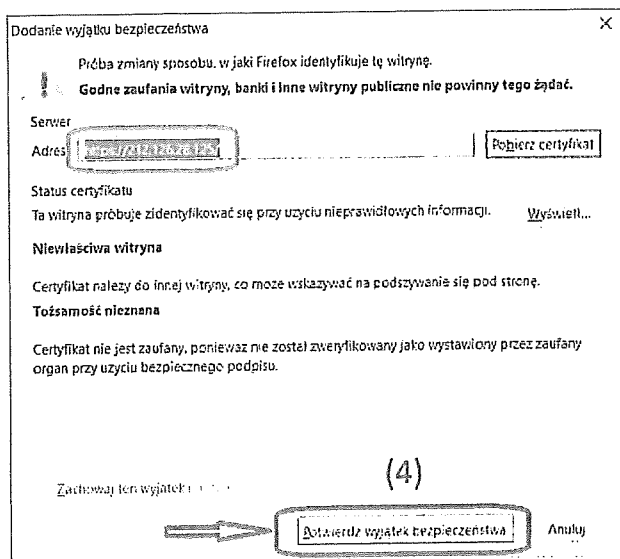 Dodanie wyjątku bezpieczeństwa
Próba zmiany sposobu, w jaki Firefox identyfikuje tę witrynę.
Godne zaufania witryny, banki i inne witryny publiczne nie powinny tego żądać.
Serwer
Adres
Pobierz certyfikat
Status certyfikatu
Ta witryna próbuje zidentyfikować się przy użyciu nieprawidłowych informacji. Wyświetl...
Niewłaściwa witryna
Certyfikat należy do innej witryny, co może wskazywać na podszywanie się pod stronę.
Tożsamość nieznana
Certyfikat nie jest zaufany, ponieważ nie został zweryfikowany jako wystawiony przez zaufany
organ przy użyciu bezpiecznego podpisu.
(4)
Zachowaj ten wyjątek
Potwierdź wyjątek bezpieczeństwa Anuluj